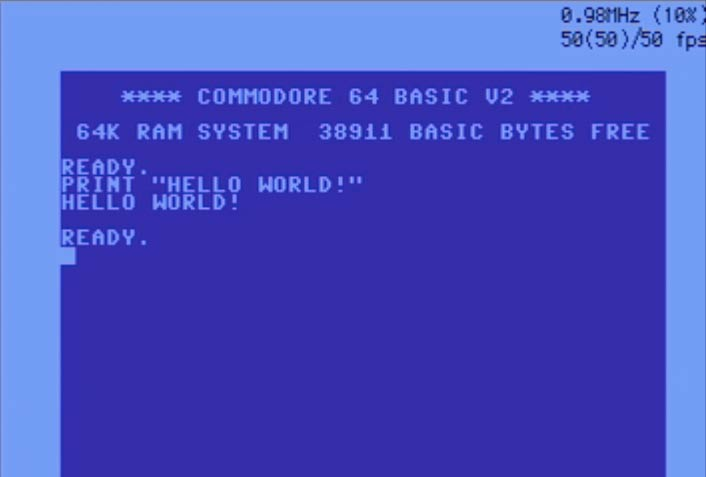 0.98MHz (10%)
50(50)/50 fps
**** COMMODORE 64 BASIC V2 ****
64K RAM SYSTEM  38911 BASIC BYTES FREE
READY.
PRINT "HELLO WORLD!"
HELLO WORLD!
READY.